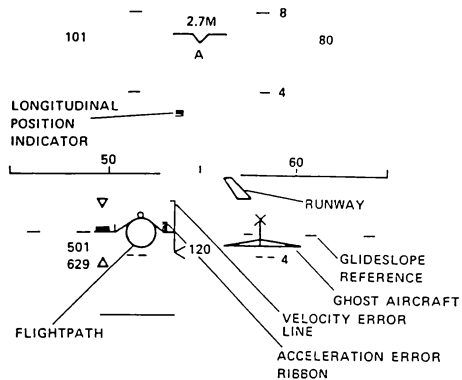 2.7M
8
101
80
A
4
LONGITUDINAL
POSITION
INDICATOR
50
60
RUNWAY
501
120
629
4
GLIDESLOPE
REFERENCE
GHOST AIRCRAFT
FLIGHTPATH
VELOCITY ERROR
LINE
ACCELERATION ERROR
RIBBON